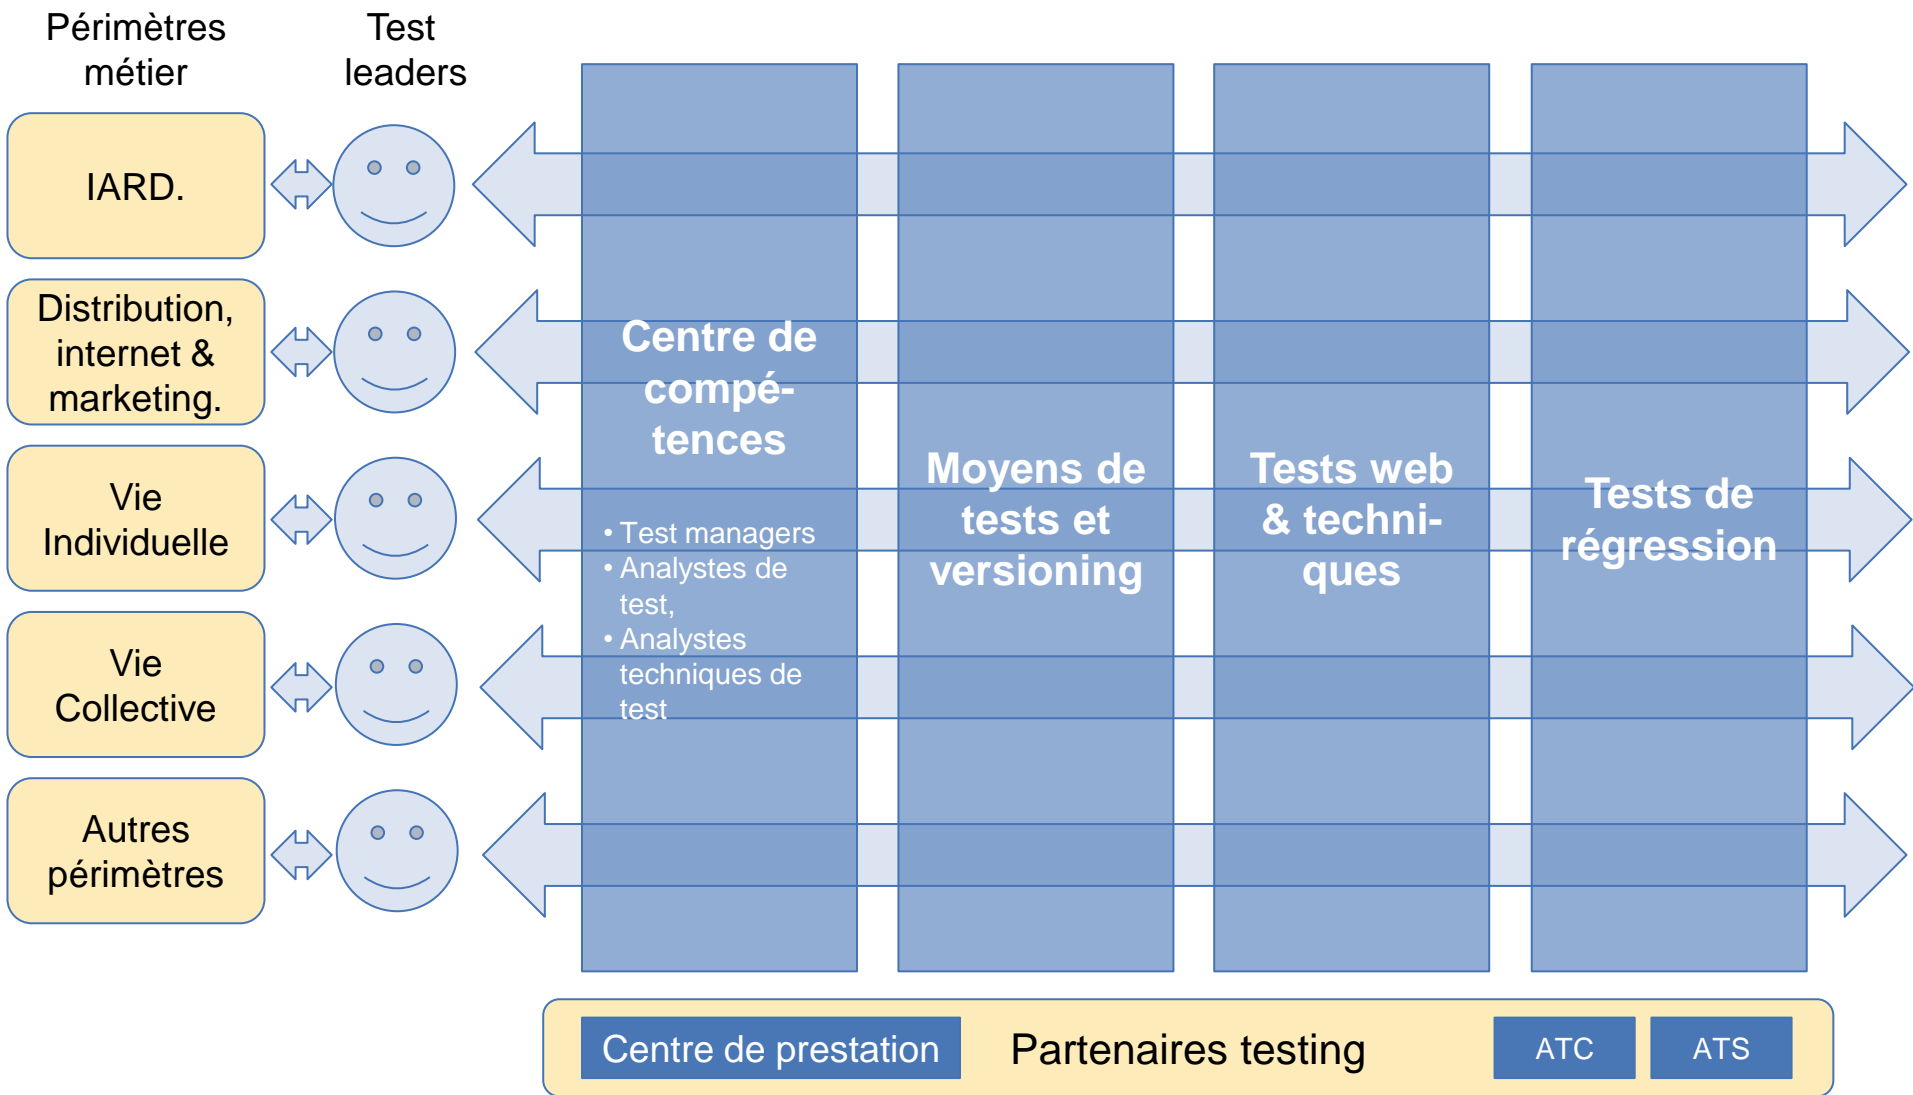 Périmètres
métier
Test
leaders
IARD.
Distribution,
internet &
marketing.
Vie
Individuelle
Vie
Collective
Autres
périmètres
Centre de
compé-
tences
• Test managers
• Analystes de
test,
• Analystes
techniques de
test
Moyens de
tests et
versioning
Tests web
& techni-
ques
Tests de
régression
Centre de prestation
Partenaires testing
ATC
ATS